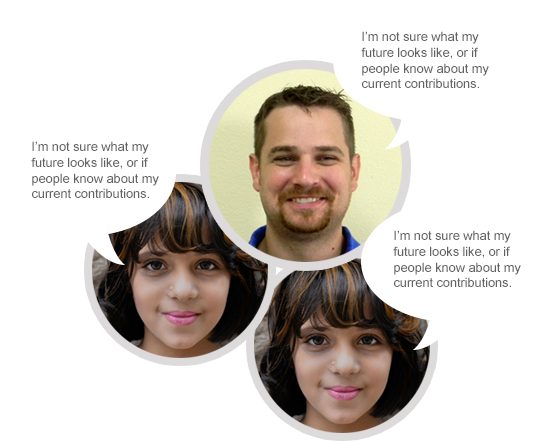 I'm not sure what my
future looks like, or if
people know about my
current contributions.
I'm not sure what my
future looks like, or if
people know about my
current contributions.
I'm not sure what my
future looks like, or if
people know about my
current contributions.